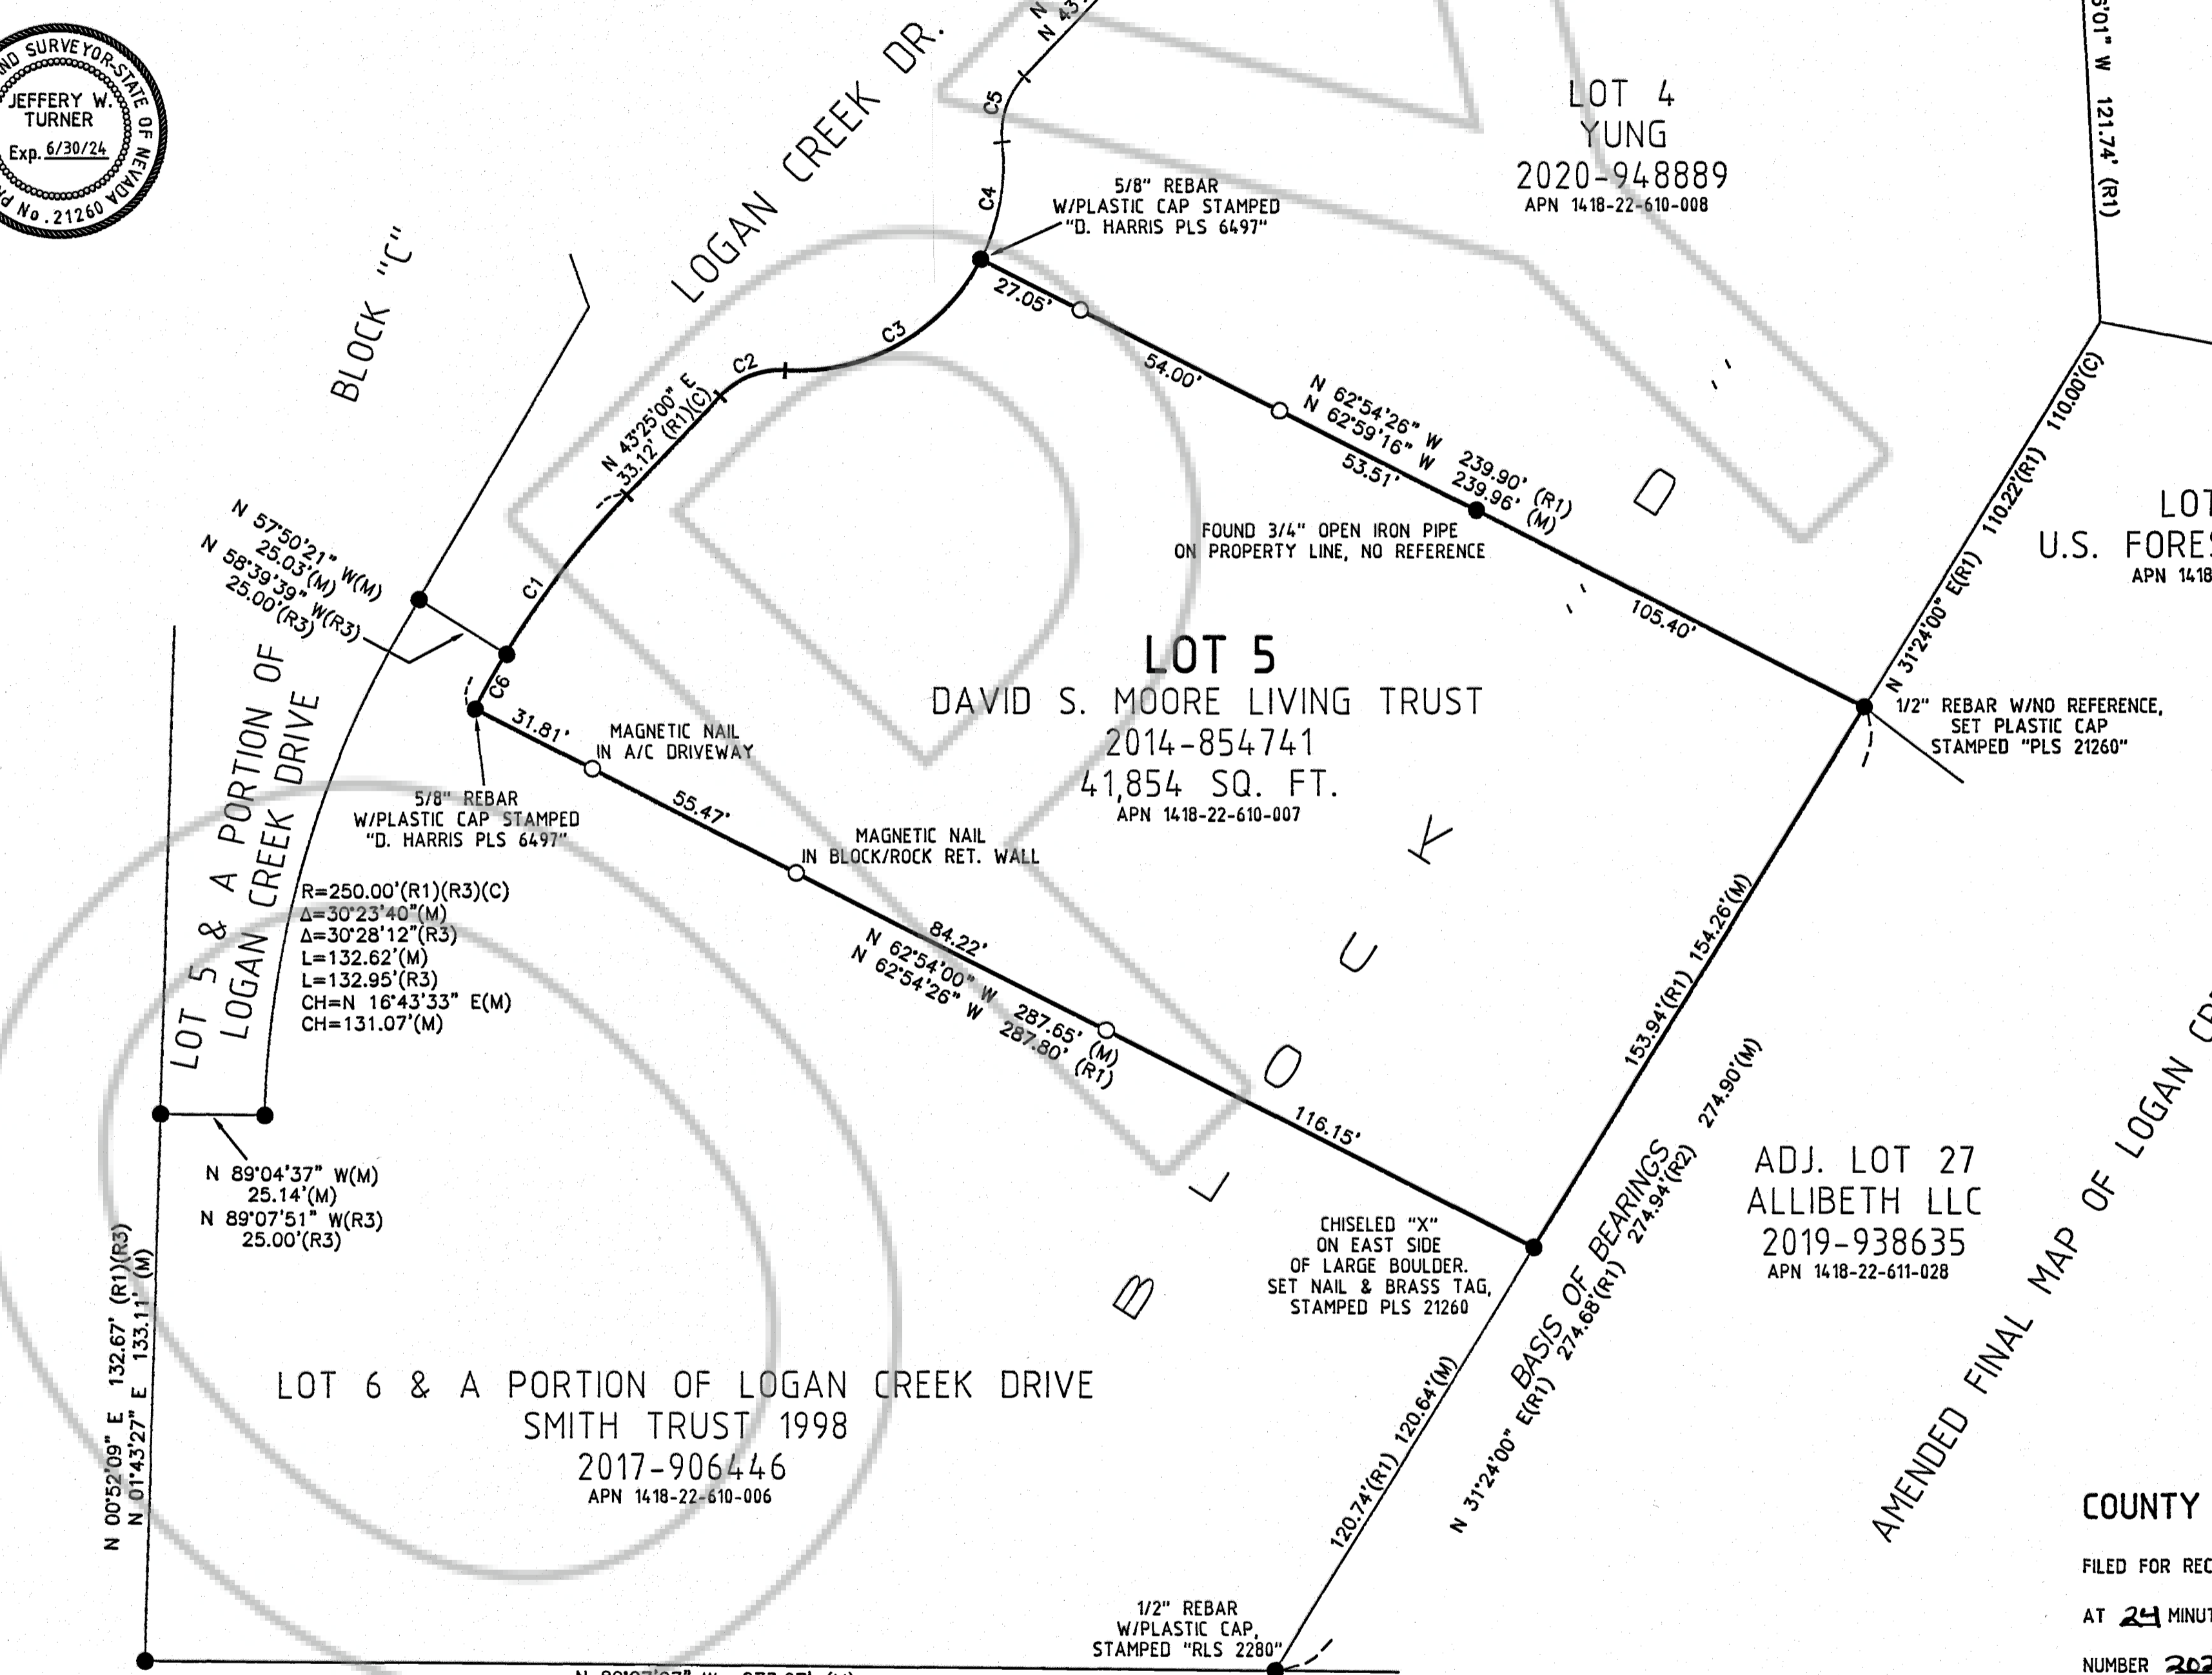 LAND SURVEYOR-STATE OF NEVADA
JEFFERY W.
TURNER
Exp. 6/30/24
No. 21260
BLOCK "C"
LOGAN CREEK DR.
C5
C4
5/8" REBAR
W/PLASTIC CAP STAMPED
"D. HARRIS PLS 6497"
LOT 4
YUNG
2020-948889
APN 1418-22-610-008
6'01" W 121.74' (R1)
27.05'
54.00'
N 62°54'26" W 239.90' (R1)
N 62°59'16" W 239.96' (M)
53.51'
105.40'
FOUND 3/4" OPEN IRON PIPE
ON PROPERTY LINE, NO REFERENCE
C3
C2
N 43°25'00" E
33.12' (R1)(C)
C1
C6
N 57°50'21" W(M)
25.03'(M)
N 58°39'39" W(R3)
25.00'(R3)
N 31°24'00" E(R1) 110.22'(R1) 110.00'(C)
U.S. FORES
APN 1418
1/2" REBAR W/NO REFERENCE,
SET PLASTIC CAP
STAMPED "PLS 21260"
LOT 5
DAVID S. MOORE LIVING TRUST
2014-854741
41,854 SQ. FT.
APN 1418-22-610-007
BLOCK "D"
31.81'
MAGNETIC NAIL
IN A/C DRIVEWAY
5/8" REBAR
W/PLASTIC CAP STAMPED
"D. HARRIS PLS 6497"
55.47'
MAGNETIC NAIL
IN BLOCK/ROCK RET. WALL
84.22'
N 62°54'00" W 287.65' (M)
N 62°54'26" W 287.80' (R1)
116.15'
LOT 5 & A PORTION OF
LOGAN CREEK DRIVE
R=250.00'(R1)(R3)(C)
Δ=30°23'40"(M)
Δ=30°28'12"(R3)
L=132.62'(M)
L=132.95'(R3)
CH=N 16°43'33" E(M)
CH=131.07'(M)
N 89°04'37" W(M)
25.14'(M)
N 89°07'51" W(R3)
25.00'(R3)
N 00°52'09" E 132.67' (R1)(R3)
N 01°43'27" E 133.11' (M)
153.94'(R1) 154.26'(M)
BASIS OF BEARINGS
N 31°24'00" E(R1) 274.68'(R1) 274.94'(R2) 274.90'(M)
120.74'(R1) 120.64'(M)
CHISELED "X"
ON EAST SIDE
OF LARGE BOULDER.
SET NAIL & BRASS TAG,
STAMPED PLS 21260
ADJ. LOT 27
ALLIBETH LLC
2019-938635
APN 1418-22-611-028
AMENDED FINAL MAP OF LOGAN CR
LOT 6 & A PORTION OF LOGAN CREEK DRIVE
SMITH TRUST 1998
2017-906446
APN 1418-22-610-006
1/2" REBAR
W/PLASTIC CAP,
STAMPED "RLS 2280"
COUNTY
FILED FOR REC
AT 24 MINUT
NUMBER 202